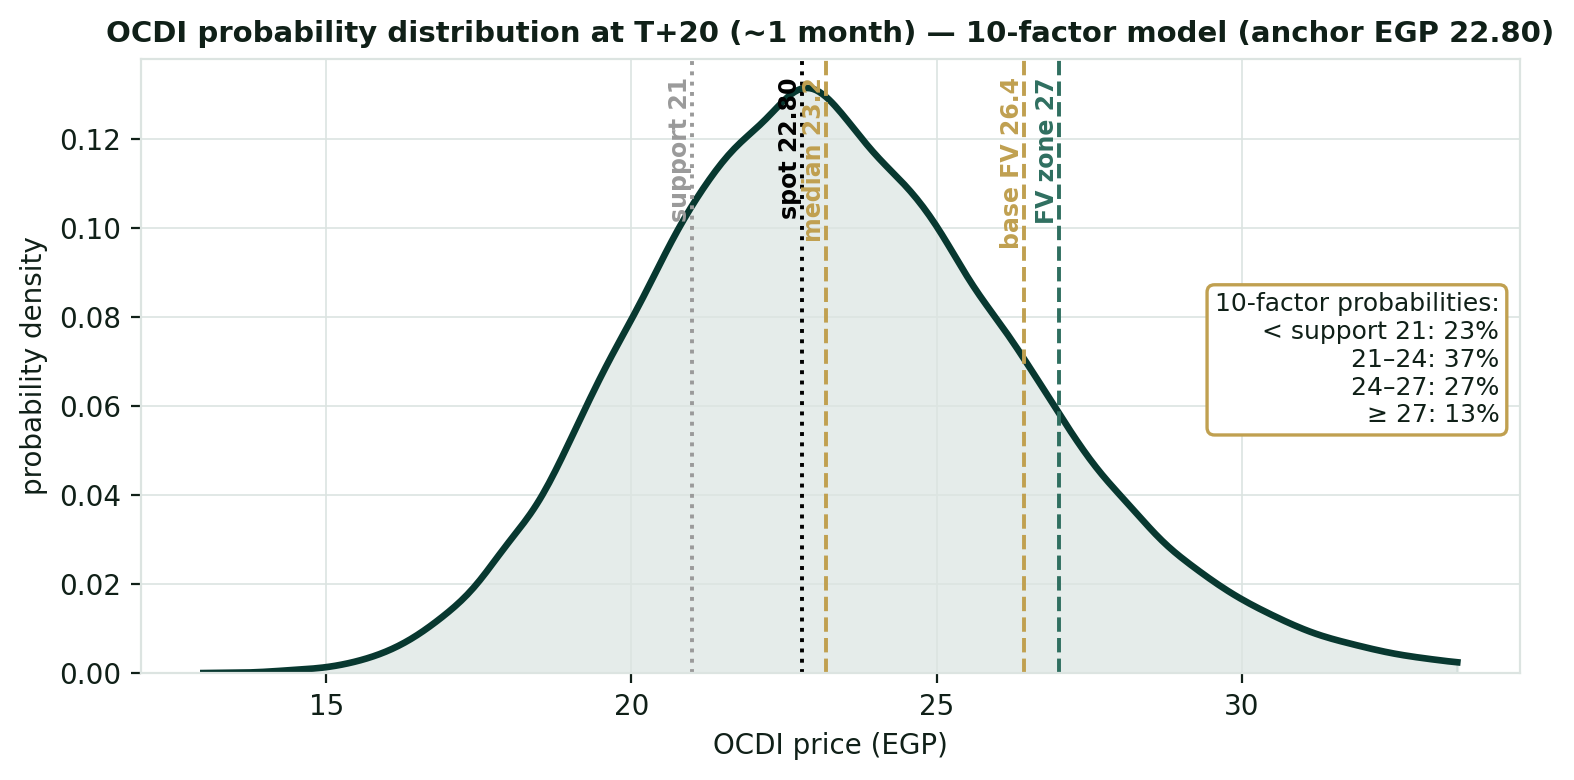 OCDI probability distribution at T+20 (~1 month) — 10-factor model (anchor EGP 22.80)
probability density
0.12
0.10
0.08
0.06
0.04
0.02
0.00
support 21
spot 22.80
median 23.2
base FV 26.4
FV zone 27
10-factor probabilities:
< support 21: 23%
21–24: 37%
24–27: 27%
≥ 27: 13%
15
20
25
30
OCDI price (EGP)